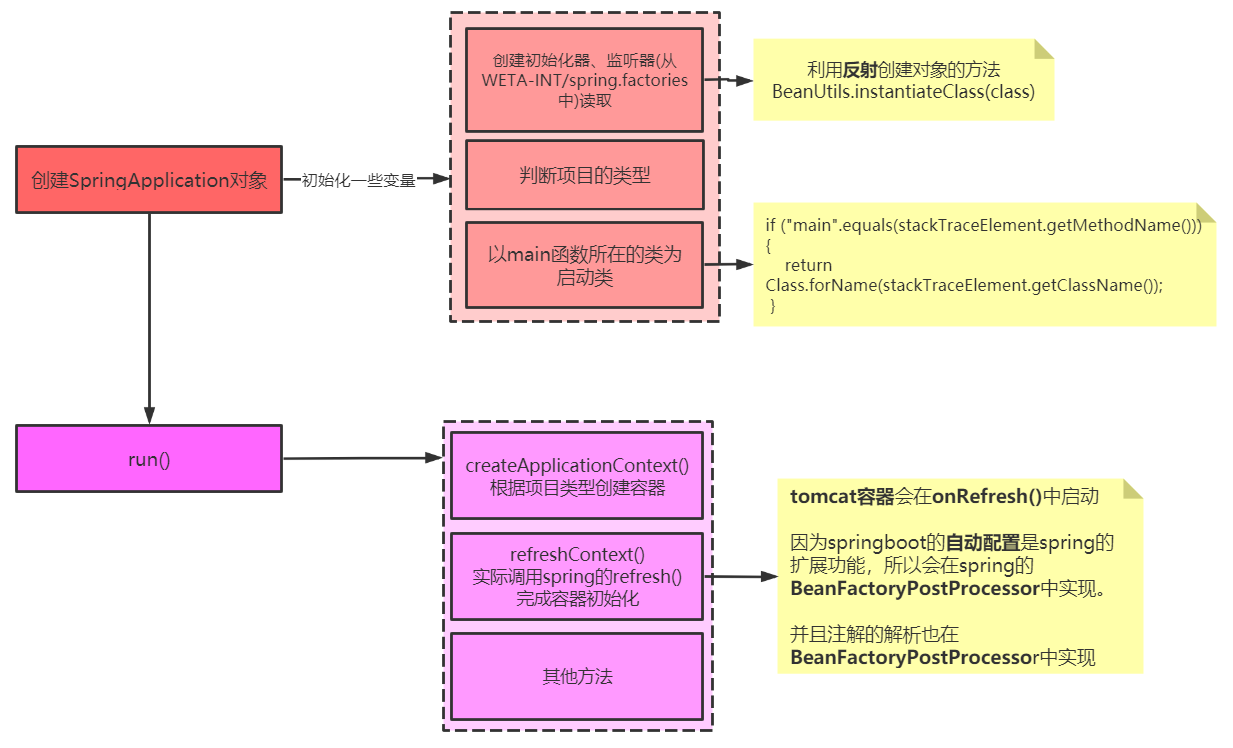 创建SpringApplication对象
初始化一些变量
创建初始化器、监听器(从
WETA-INT/spring.factories
中)读取
利用反射创建对象的方法
BeanUtils.instantiateClass(class)
判断项目的类型
以main函数所在的类为
启动类
if ("main".equals(stackTraceElement.getMethodName()))
{
return
Class.forName(stackTraceElement.getClassName());
}
run()
createApplicationContext()
根据项目类型创建容器
refreshContext()
实际调用spring的refresh()
完成容器初始化
其他方法
tomcat容器会在onRefresh()中启动
因为springboot的自动配置是spring的
扩展功能，所以会在spring的
BeanFactoryPostProcessor中实现。
并且注解的解析也在
BeanFactoryPostProcessor中实现